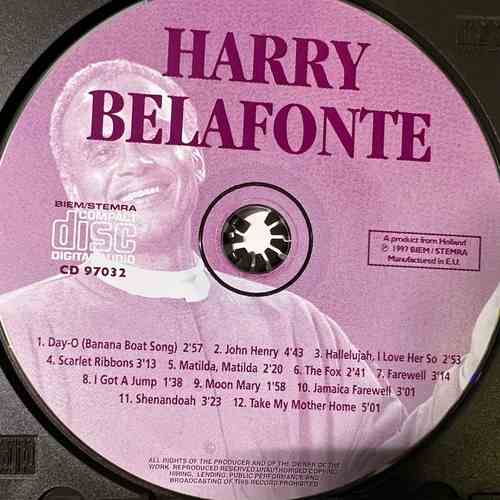 HARRY
BELAFONTE
BIEM/STEMRA
COMPACT
disc
DIGITAL AUDIO
CD 97032
A product from Holland
℗ 1997 BIEM / STEMRA
Manufactured in E.U.
1. Day-O (Banana Boat Song) 2'57 2. John Henry 4'43 3. Hallelujah, I Love Her So 2'53
4. Scarlet Ribbons 3'13 5. Matilda, Matilda 2'20 6. The Fox 2'41 7. Farewell 3'14
8. I Got A Jump 1'38 9. Moon Mary 1'58 10. Jamaica Farewell 3'01
11. Shenandoah 3'23 12. Take My Mother Home 5'01
ALL RIGHTS OF THE PRODUCER AND OF THE OWNER OF THE
WORK REPRODUCED RESERVED UNAUTHORISED COPYING,
HIRING, LENDING, PUBLIC PERFORMANCE AND
BROADCASTING OF THIS RECORD PROHIBITED